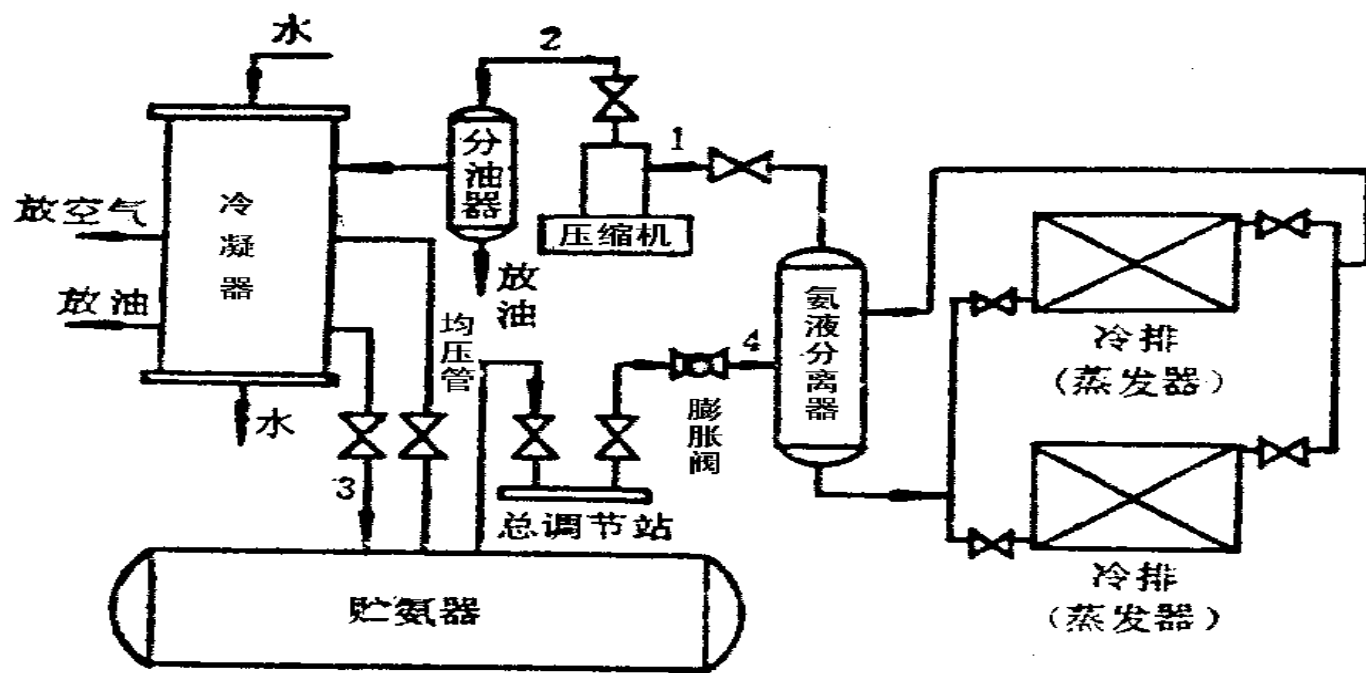 水
2
1
分油器
冷凝器
放空气
压缩机
放油
放油
均压管
氨液分离器
4
冷排
(蒸发器)
膨胀阀
水
3
总调节站
冷排
(蒸发器)
贮氨器